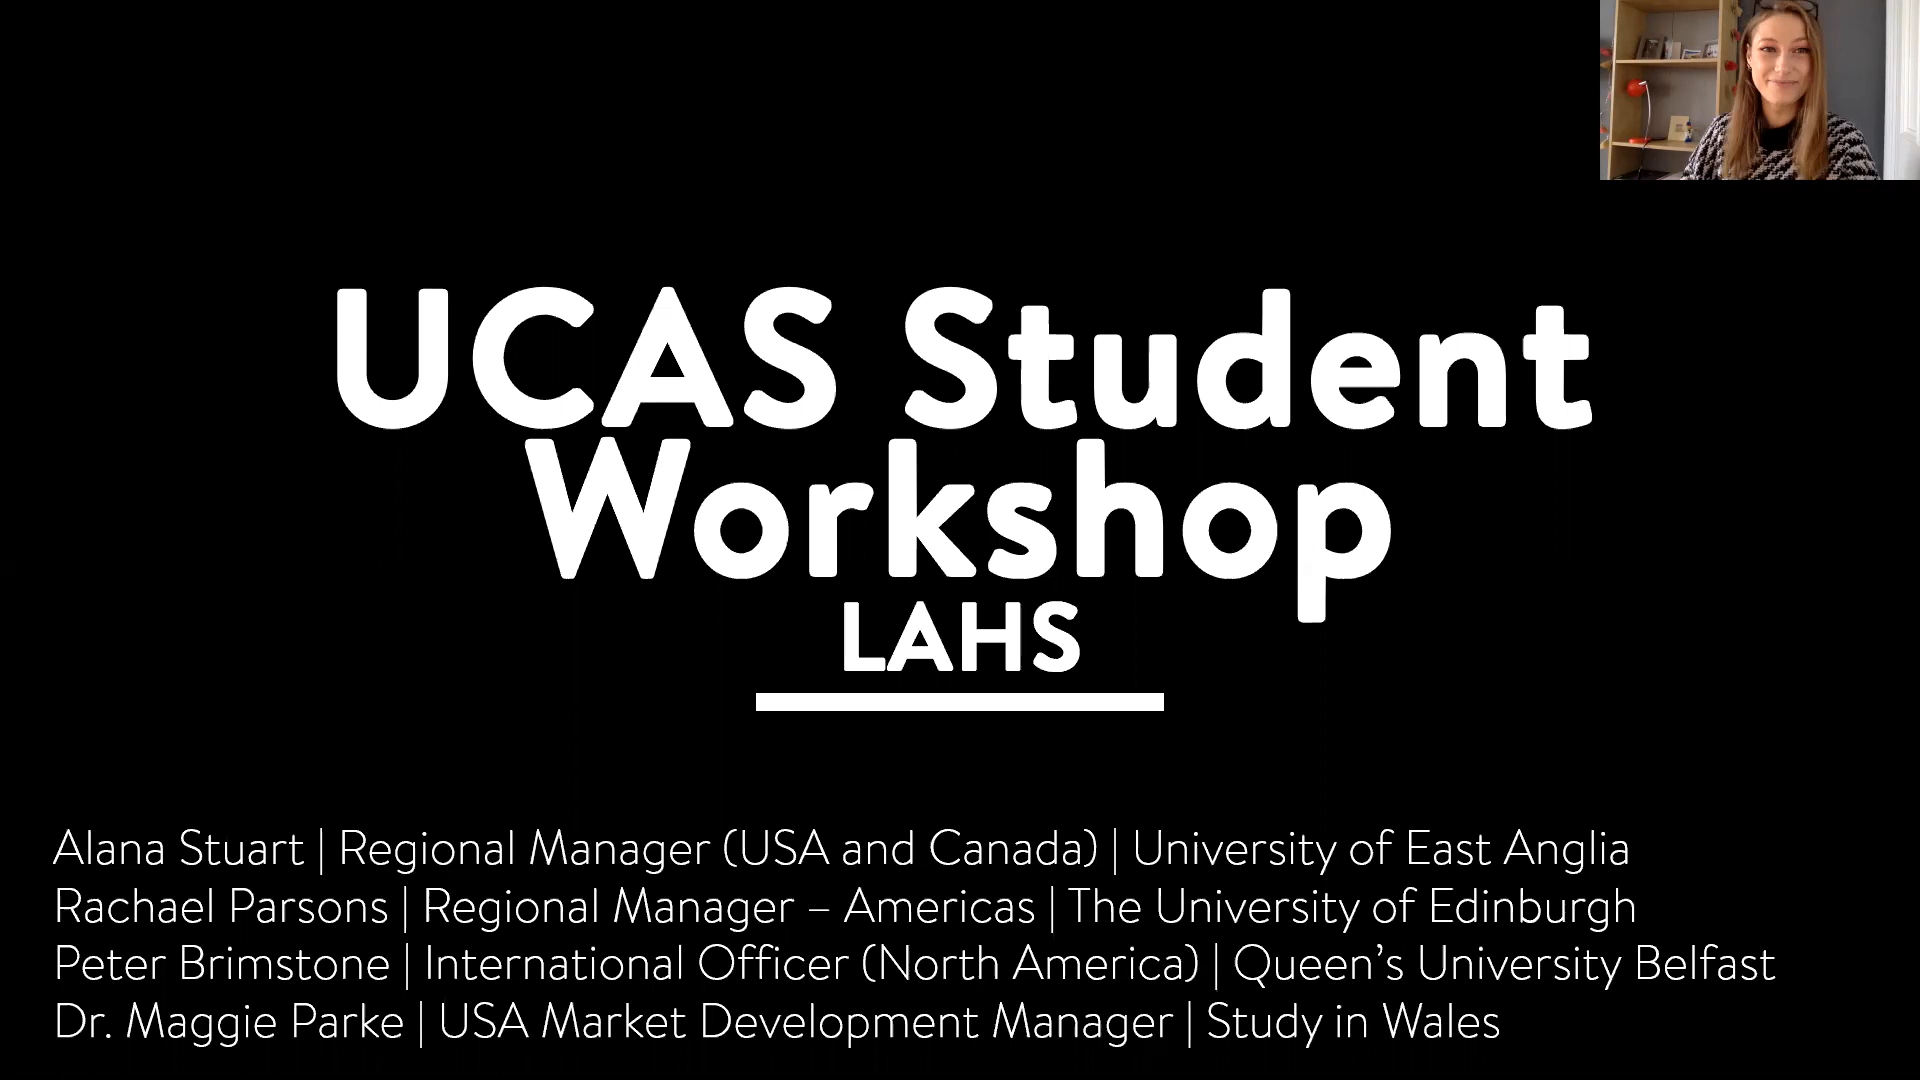 UCAS Student
Workshop
LAHS
Alana Stuart | Regional Manager (USA and Canada) | University of East Anglia
Rachael Parsons | Regional Manager – Americas | The University of Edinburgh
Peter Brimstone | International Officer (North America) | Queen’s University Belfast
Dr. Maggie Parke | USA Market Development Manager | Study in Wales